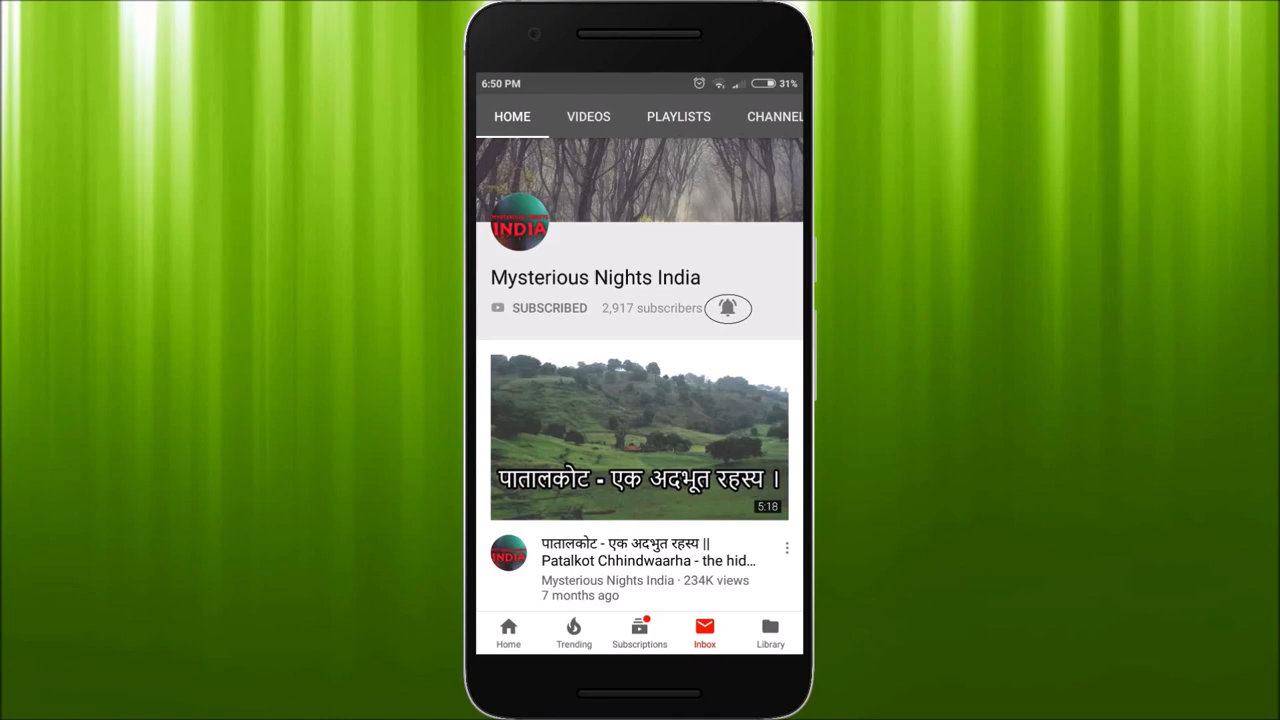 6:50 PM
31%
HOME VIDEOS PLAYLISTS CHANNEL
MYSTERIOUS NIGHTS
INDIA
Mysterious Nights India
SUBSCRIBED 2,917 subscribers
पातालकोट - एक अदभूत रहस्य ।
5:18
INDIA
पातालकोट - एक अदभुत रहस्य ||
Patalkot Chhindwaarha - the hid...
Mysterious Nights India · 234K views
7 months ago
Home Trending Subscriptions Inbox Library